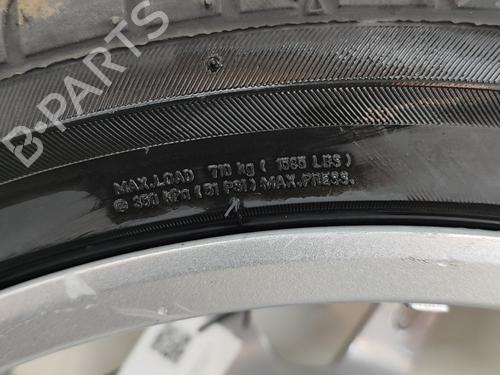 B-PARTS
MAX.LOAD 710 kg ( 1565 LBS )
@ 350 KPa ( 51 PSI ) MAX.PRESS.